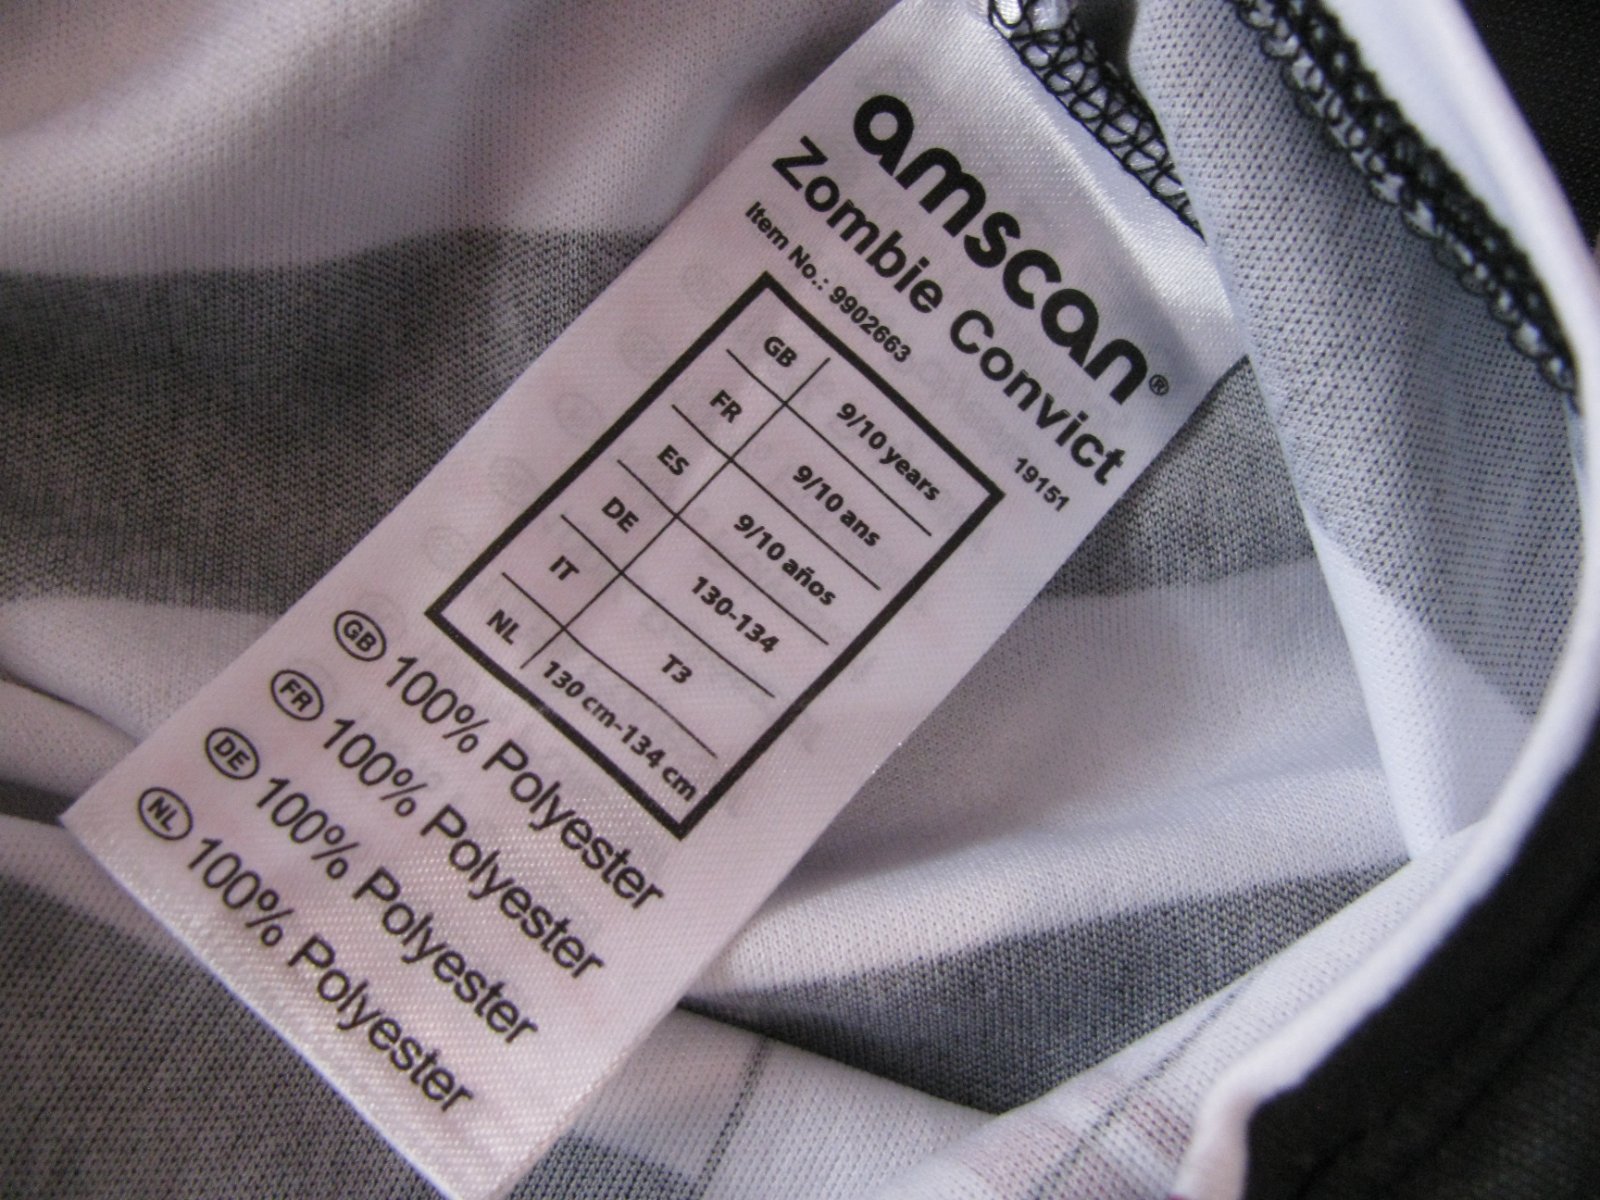 amscan®
Zombie Convict
Item No.: 9902663 19151
GB 9/10 years
FR 9/10 ans
ES 9/10 años
DE 130-134
IT T3
NL 130 cm-134 cm
GB 100% Polyester
FR 100% Polyester
DE 100% Polyester
NL 100% Polyester